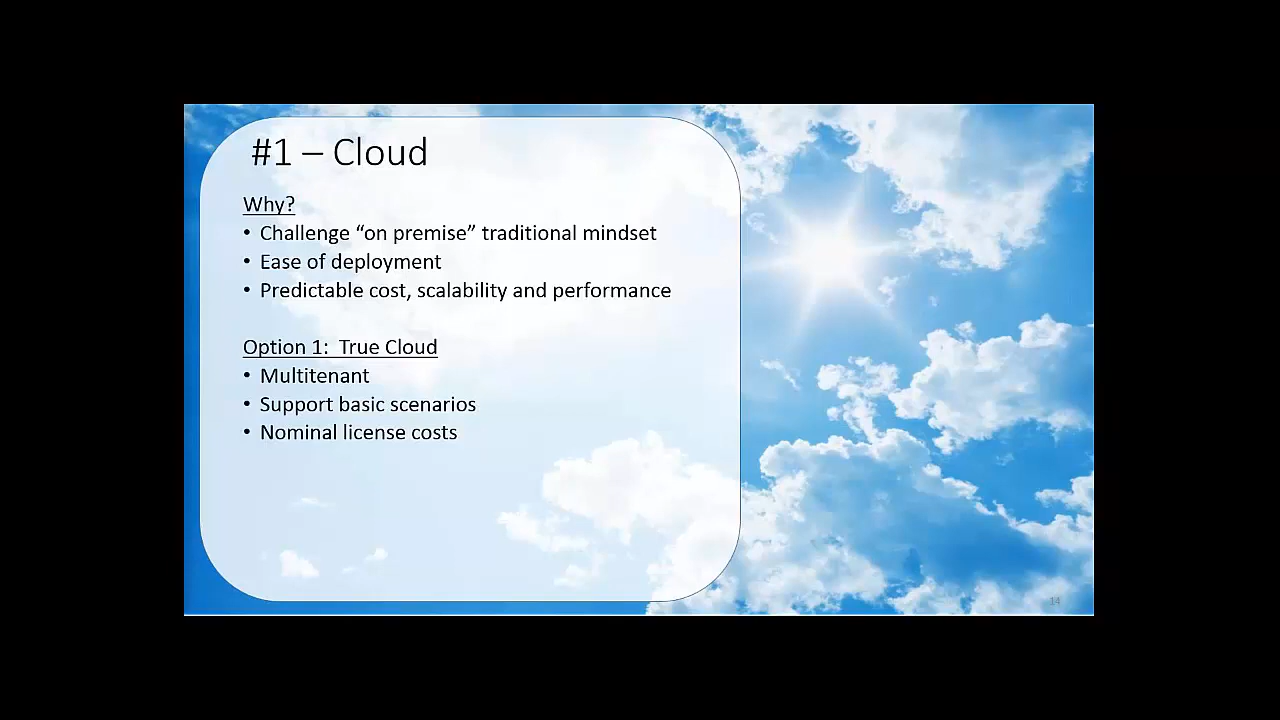 #1 – Cloud
Why?
• Challenge “on premise” traditional mindset
• Ease of deployment
• Predictable cost, scalability and performance
Option 1:  True Cloud
• Multitenant
• Support basic scenarios
• Nominal license costs
14